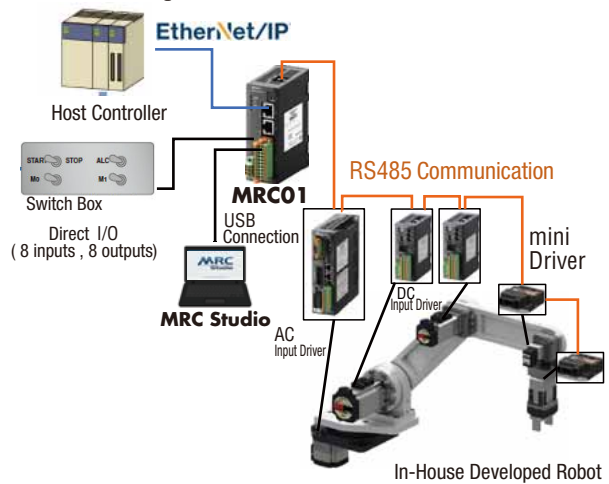 EtherNet/IP
Host Controller
START STOP ALC
M0 M1
Switch Box
Direct I/O
( 8 inputs , 8 outputs)
MRC01
USB
Connection
MRC
Studio
MRC Studio
RS485 Communication
AC
Input Driver
DC
Input Driver
mini
Driver
In-House Developed Robot